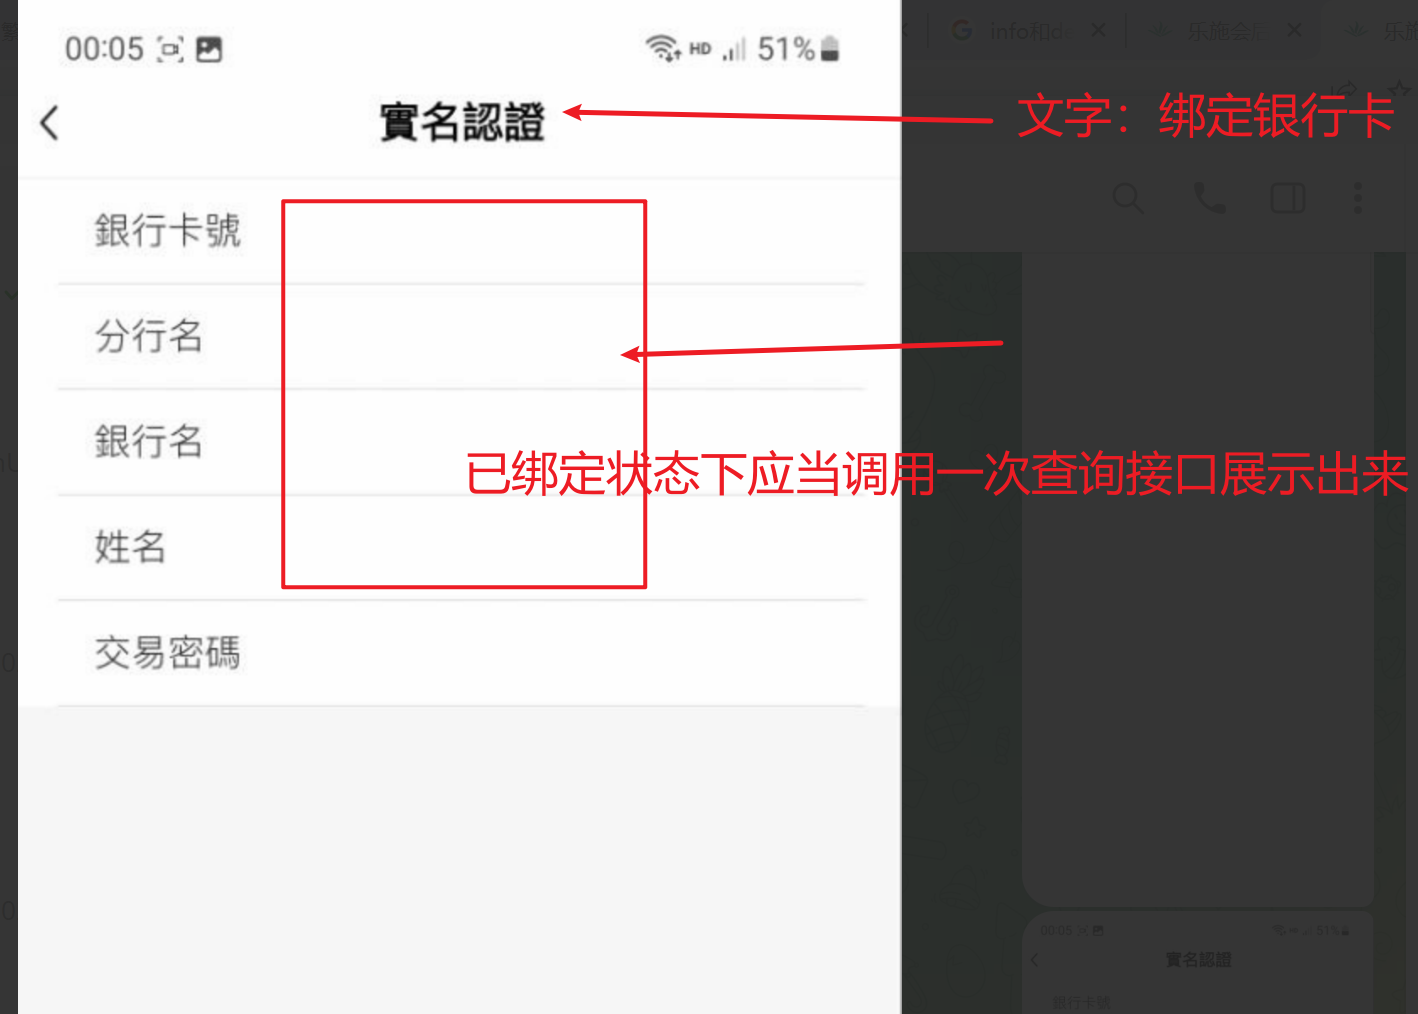 00:05 HD 51%
info和d
乐施会
乐施
實名認證
文字：绑定银行卡
銀行卡號
分行名
銀行名
已绑定状态下应当调用一次查询接口展示出来
姓名
交易密碼
00:05 51%
實名認證
銀行卡號